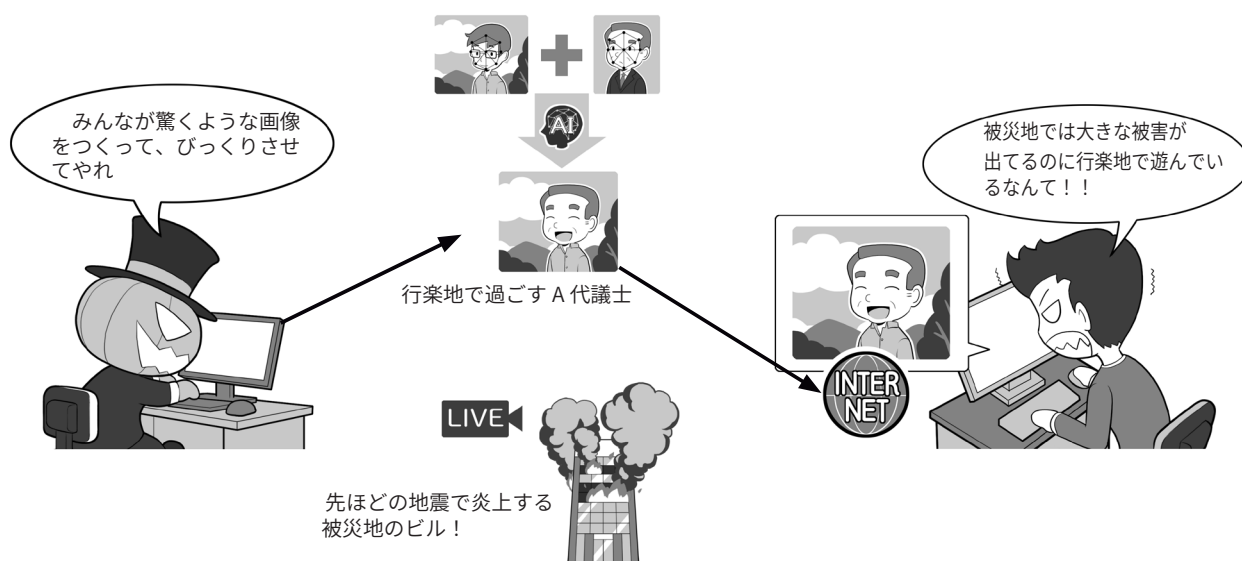 みんなが驚くような画像
をつくって、びっくりさせ
てやれ
AI
行楽地で過ごす A 代議士
被災地では大きな被害が
出てるのに行楽地で遊んでい
るなんて！！
INTER
NET
LIVE
先ほどの地震で炎上する
被災地のビル！